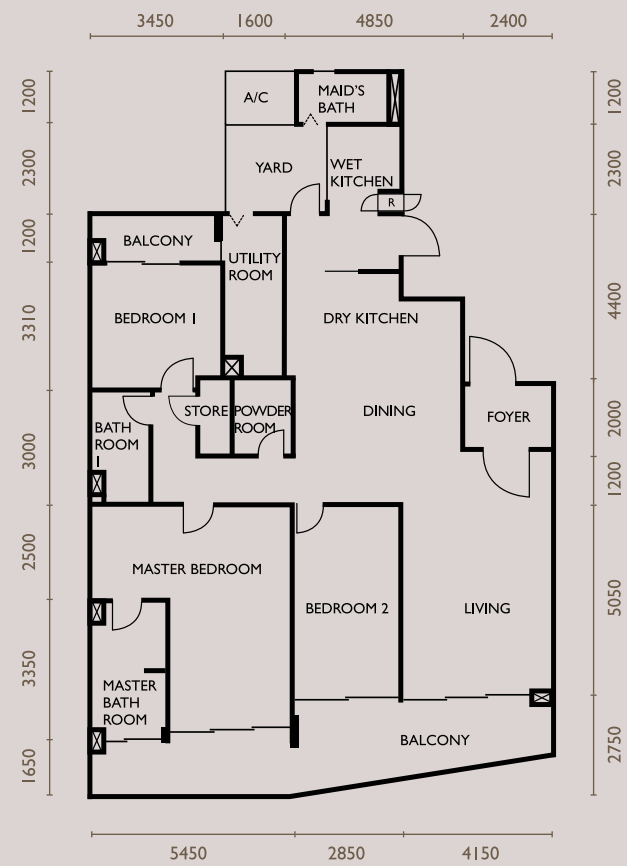 3450 1600 4850 2400
1200
2300
1200
3310
3000
2500
3350
1650
1200
2300
4400
2000
1200
5050
2750
A/C
MAID'S
BATH
YARD
WET
KITCHEN
R
BALCONY
UTILITY
ROOM
BEDROOM 1
DRY KITCHEN
STORE
POWDER
ROOM
DINING
FOYER
BATH
ROOM
1
MASTER BEDROOM
BEDROOM 2
LIVING
MASTER
BATH
ROOM
BALCONY
5450 2850 4150